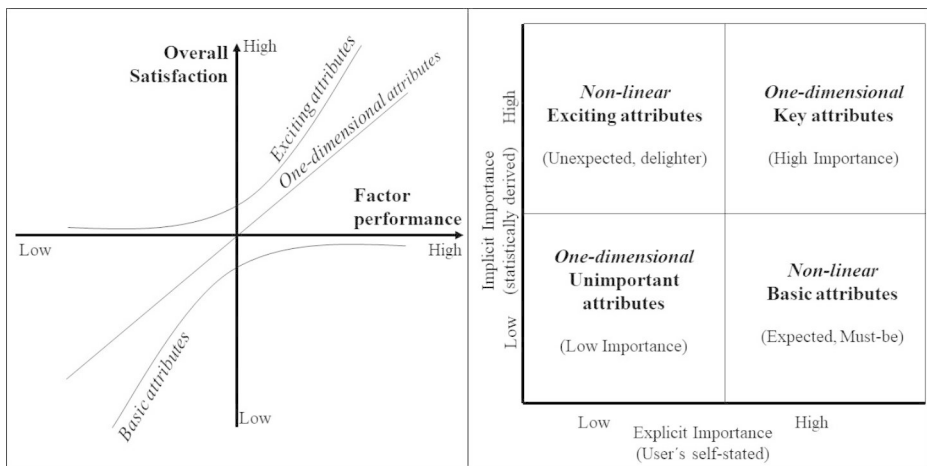 Overall
Satisfaction
High
Exciting attributes
One-dimensional attributes
Factor
performance
Low
High
Basic attributes
Low
Implicit Importance
(statistically derived)
High
Low
Non-linear
Exciting attributes
(Unexpected, delighter)
One-dimensional
Key attributes
(High Importance)
One-dimensional
Unimportant
attributes
(Low Importance)
Non-linear
Basic attributes
(Expected, Must-be)
Low
High
Explicit Importance
(User´s self-stated)